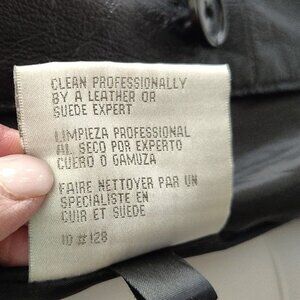 CLEAN PROFESSIONALLY
BY A LEATHER OR
SUEDE EXPERT
LIMPIEZA PROFESSIONAL
AL SECO POR EXPERTO
CUERO O GAMUZA
FAIRE NETTOYER PAR UN
SPECIALISTE EN
CUIR ET SUEDE
ID #128